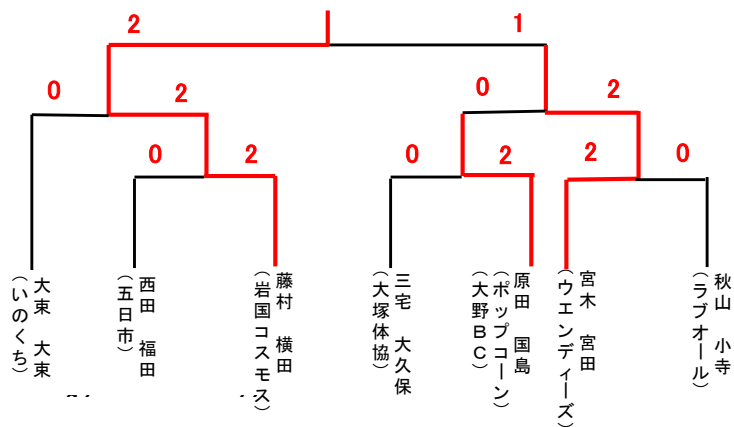 2 1
0 2 0 2
0 2 0 2 2 0
大東 大東
(いのくち)
西田 福田
(五日市)
藤村 横田
(岩国コスモス)
三宅 大久保
(大塚体協)
原田 国島
(ポップコーン)
(大野BC)
宮木 宮田
(ウエンディーズ)
秋山 小寺
(ラブオール)